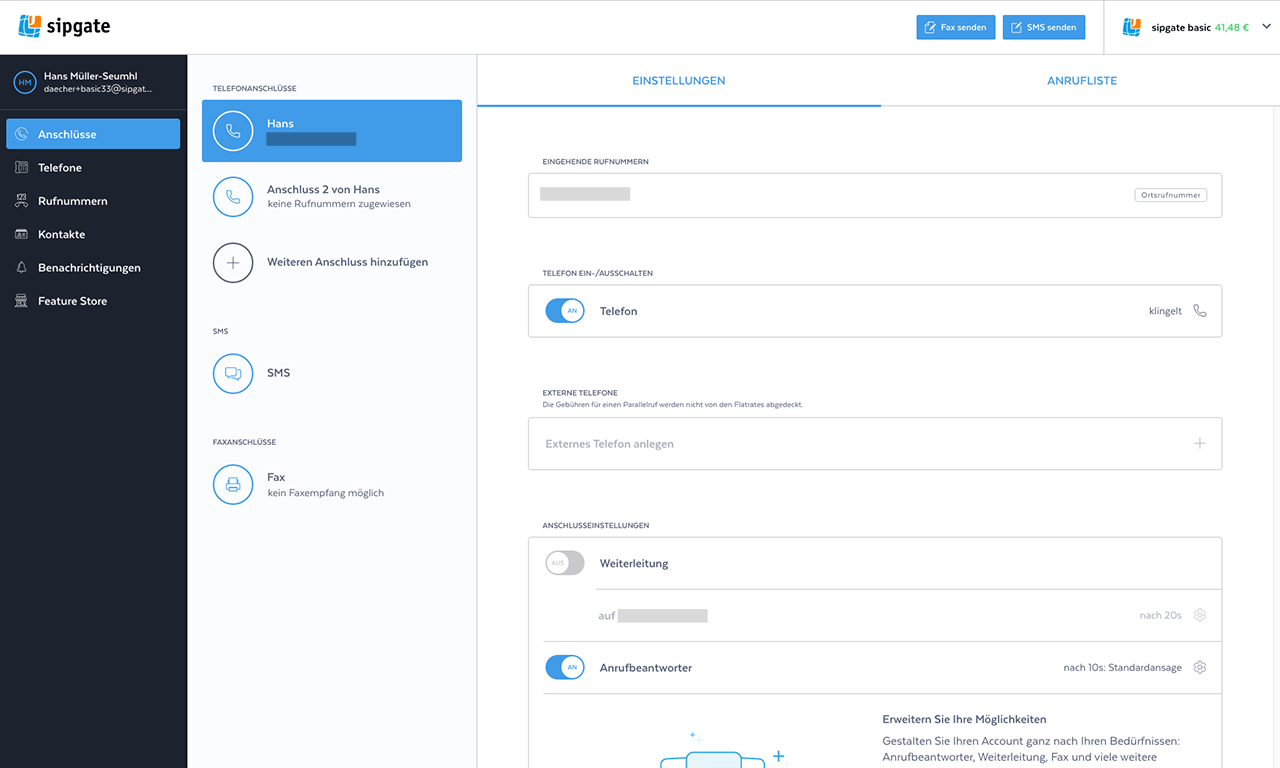 sipgate
Fax senden
SMS senden
sipgate basic 41,48 €
HM
Hans Müller-Seumhl
daecher+basic33@sipgat...
Anschlüsse
Telefone
123
Rufnummern
Kontakte
Benachrichtigungen
Feature Store
TELEFONANSCHLÜSSE
Hans
Anschluss 2 von Hans
keine Rufnummern zugewiesen
Weiteren Anschluss hinzufügen
SMS
SMS
FAXANSCHLÜSSE
Fax
kein Faxempfang möglich
EINSTELLUNGEN
ANRUFLISTE
EINGEHENDE RUFNUMMERN
Ortsrufnummer
TELEFON EIN-/AUSSCHALTEN
AN
Telefon
klingelt
EXTERNE TELEFONE
Die Gebühren für einen Parallelruf werden nicht von den Flatrates abgedeckt.
Externes Telefon anlegen
ANSCHLUSSEINSTELLUNGEN
AUS
Weiterleitung
auf
nach 20s
AN
Anrufbeantworter
nach 10s: Standardansage
Erweitern Sie Ihre Möglichkeiten
Gestalten Sie Ihren Account ganz nach Ihren Bedürfnissen:
Anrufbeantworter, Weiterleitung, Fax und viele weitere